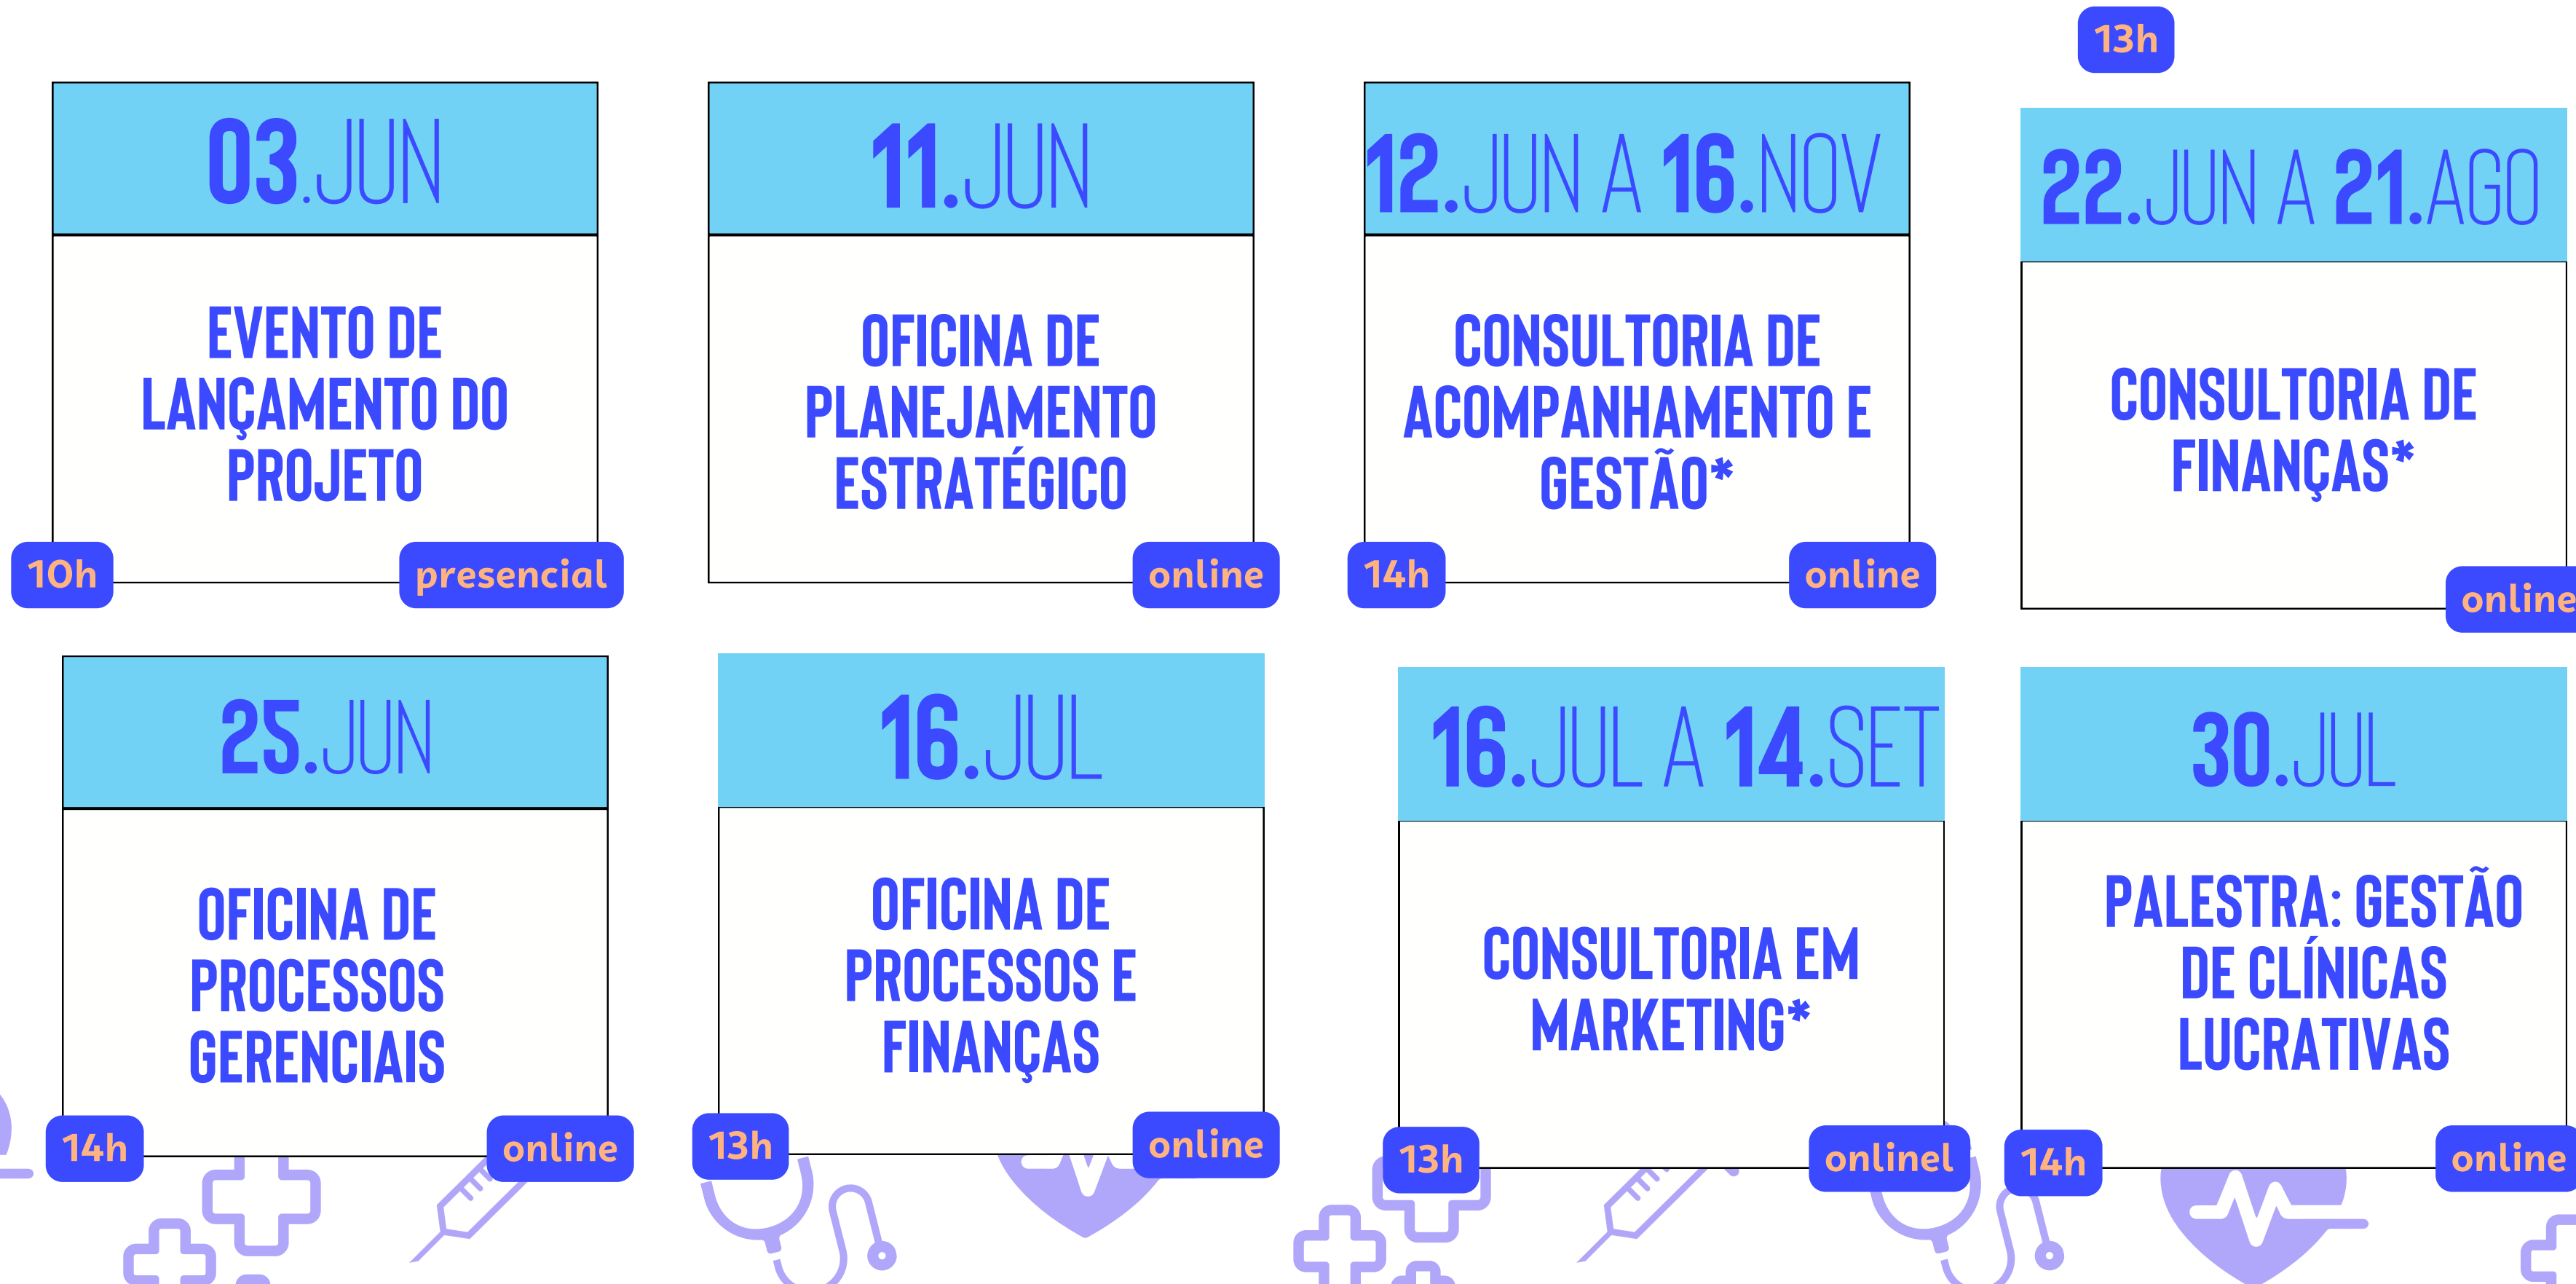 03.JUN
EVENTO DE
LANÇAMENTO DO
PROJETO
10h
presencial
11.JUN
OFICINA DE
PLANEJAMENTO
ESTRATÉGICO
online
12.JUN A 16.NOV
CONSULTORIA DE
ACOMPANHAMENTO E
GESTÃO*
14h
online
13h
22.JUN A 21.AGO
CONSULTORIA DE
FINANÇAS*
online
25.JUN
OFICINA DE
PROCESSOS
GERENCIAIS
14h
online
16.JUL
OFICINA DE
PROCESSOS E
FINANÇAS
13h
online
16.JUL A 14.SET
CONSULTORIA EM
MARKETING*
13h
onlinel
30.JUL
PALESTRA: GESTÃO
DE CLÍNICAS
LUCRATIVAS
14h
online